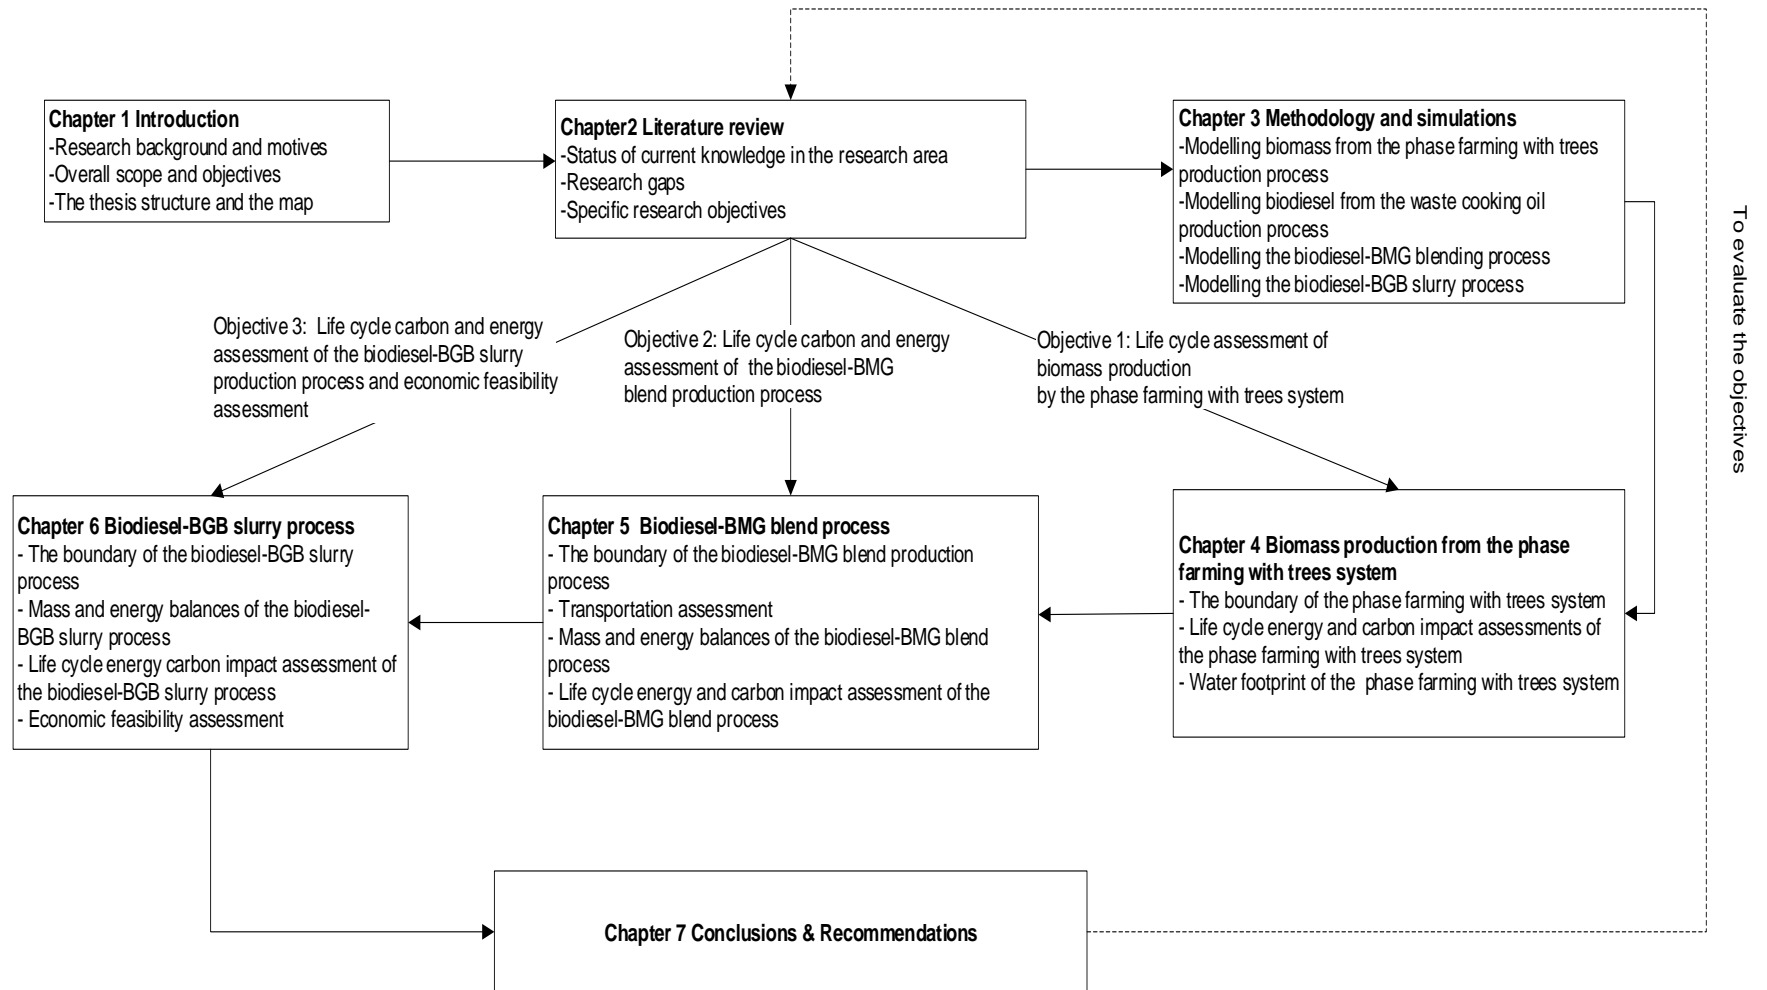 Chapter 1 Introduction
-Research background and motives
-Overall scope and objectives
-The thesis structure and the map
Chapter2 Literature review
-Status of current knowledge in the research area
-Research gaps
-Specific research objectives
Chapter 3 Methodology and simulations
-Modelling biomass from the phase farming with trees
production process
-Modelling biodiesel from the waste cooking oil
production process
-Modelling the biodiesel-BMG blending process
-Modelling the biodiesel-BGB slurry process
To evaluate the objectives
Objective 3: Life cycle carbon and energy
assessment of the biodiesel-BGB slurry
production process and economic feasibility
assessment
Objective 2: Life cycle carbon and energy
assessment of the biodiesel-BMG
blend production process
Objective 1: Life cycle assessment of
biomass production
by the phase farming with trees system
Chapter 6 Biodiesel-BGB slurry process
- The boundary of the biodiesel-BGB slurry
process
- Mass and energy balances of the biodiesel-
BGB slurry process
- Life cycle energy carbon impact assessment of
the biodiesel-BGB slurry process
- Economic feasibility assessment
Chapter 5 Biodiesel-BMG blend process
- The boundary of the biodiesel-BMG blend production
process
- Transportation assessment
- Mass and energy balances of the biodiesel-BMG blend
process
- Life cycle energy and carbon impact assessment of the
biodiesel-BMG blend process
Chapter 4 Biomass production from the phase
farming with trees system
- The boundary of the phase farming with trees system
- Life cycle energy and carbon impact assessments of
the phase farming with trees system
- Water footprint of the phase farming with trees system
Chapter 7 Conclusions & Recommendations